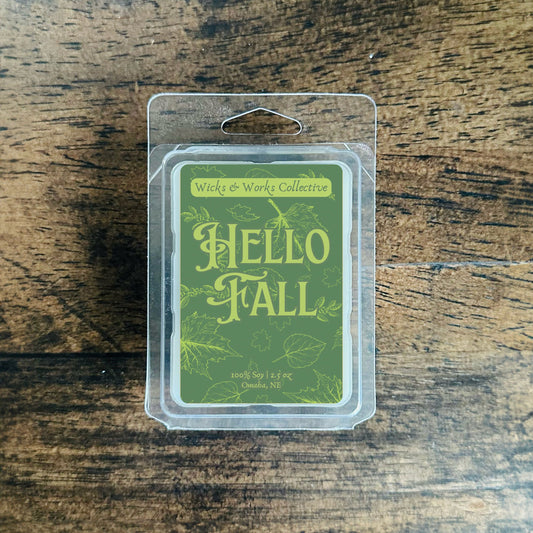 Wicks & Works Collective
HELLO
FALL
100% Soy | 2.5 oz
Omaha, NE